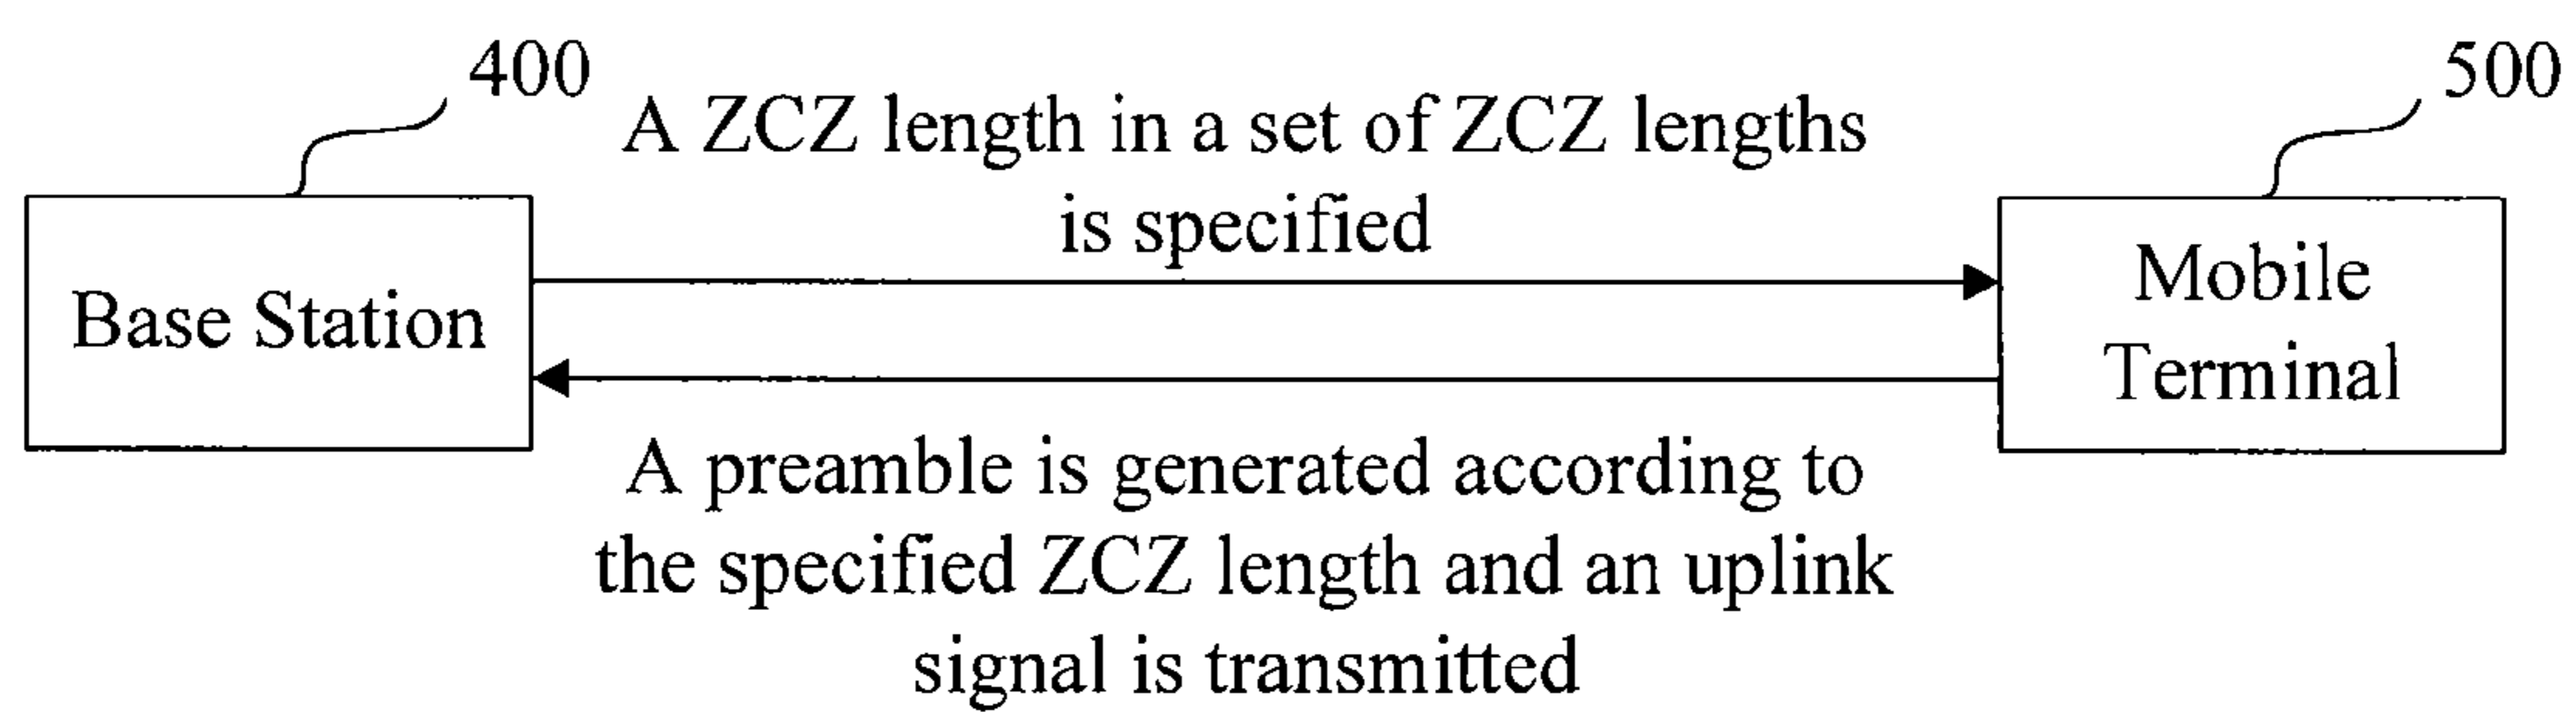 400
500
A ZCZ length in a set of ZCZ lengths
is specified
Base Station
Mobile
Terminal
A preamble is generated according to
the specified ZCZ length and an uplink
signal is transmitted